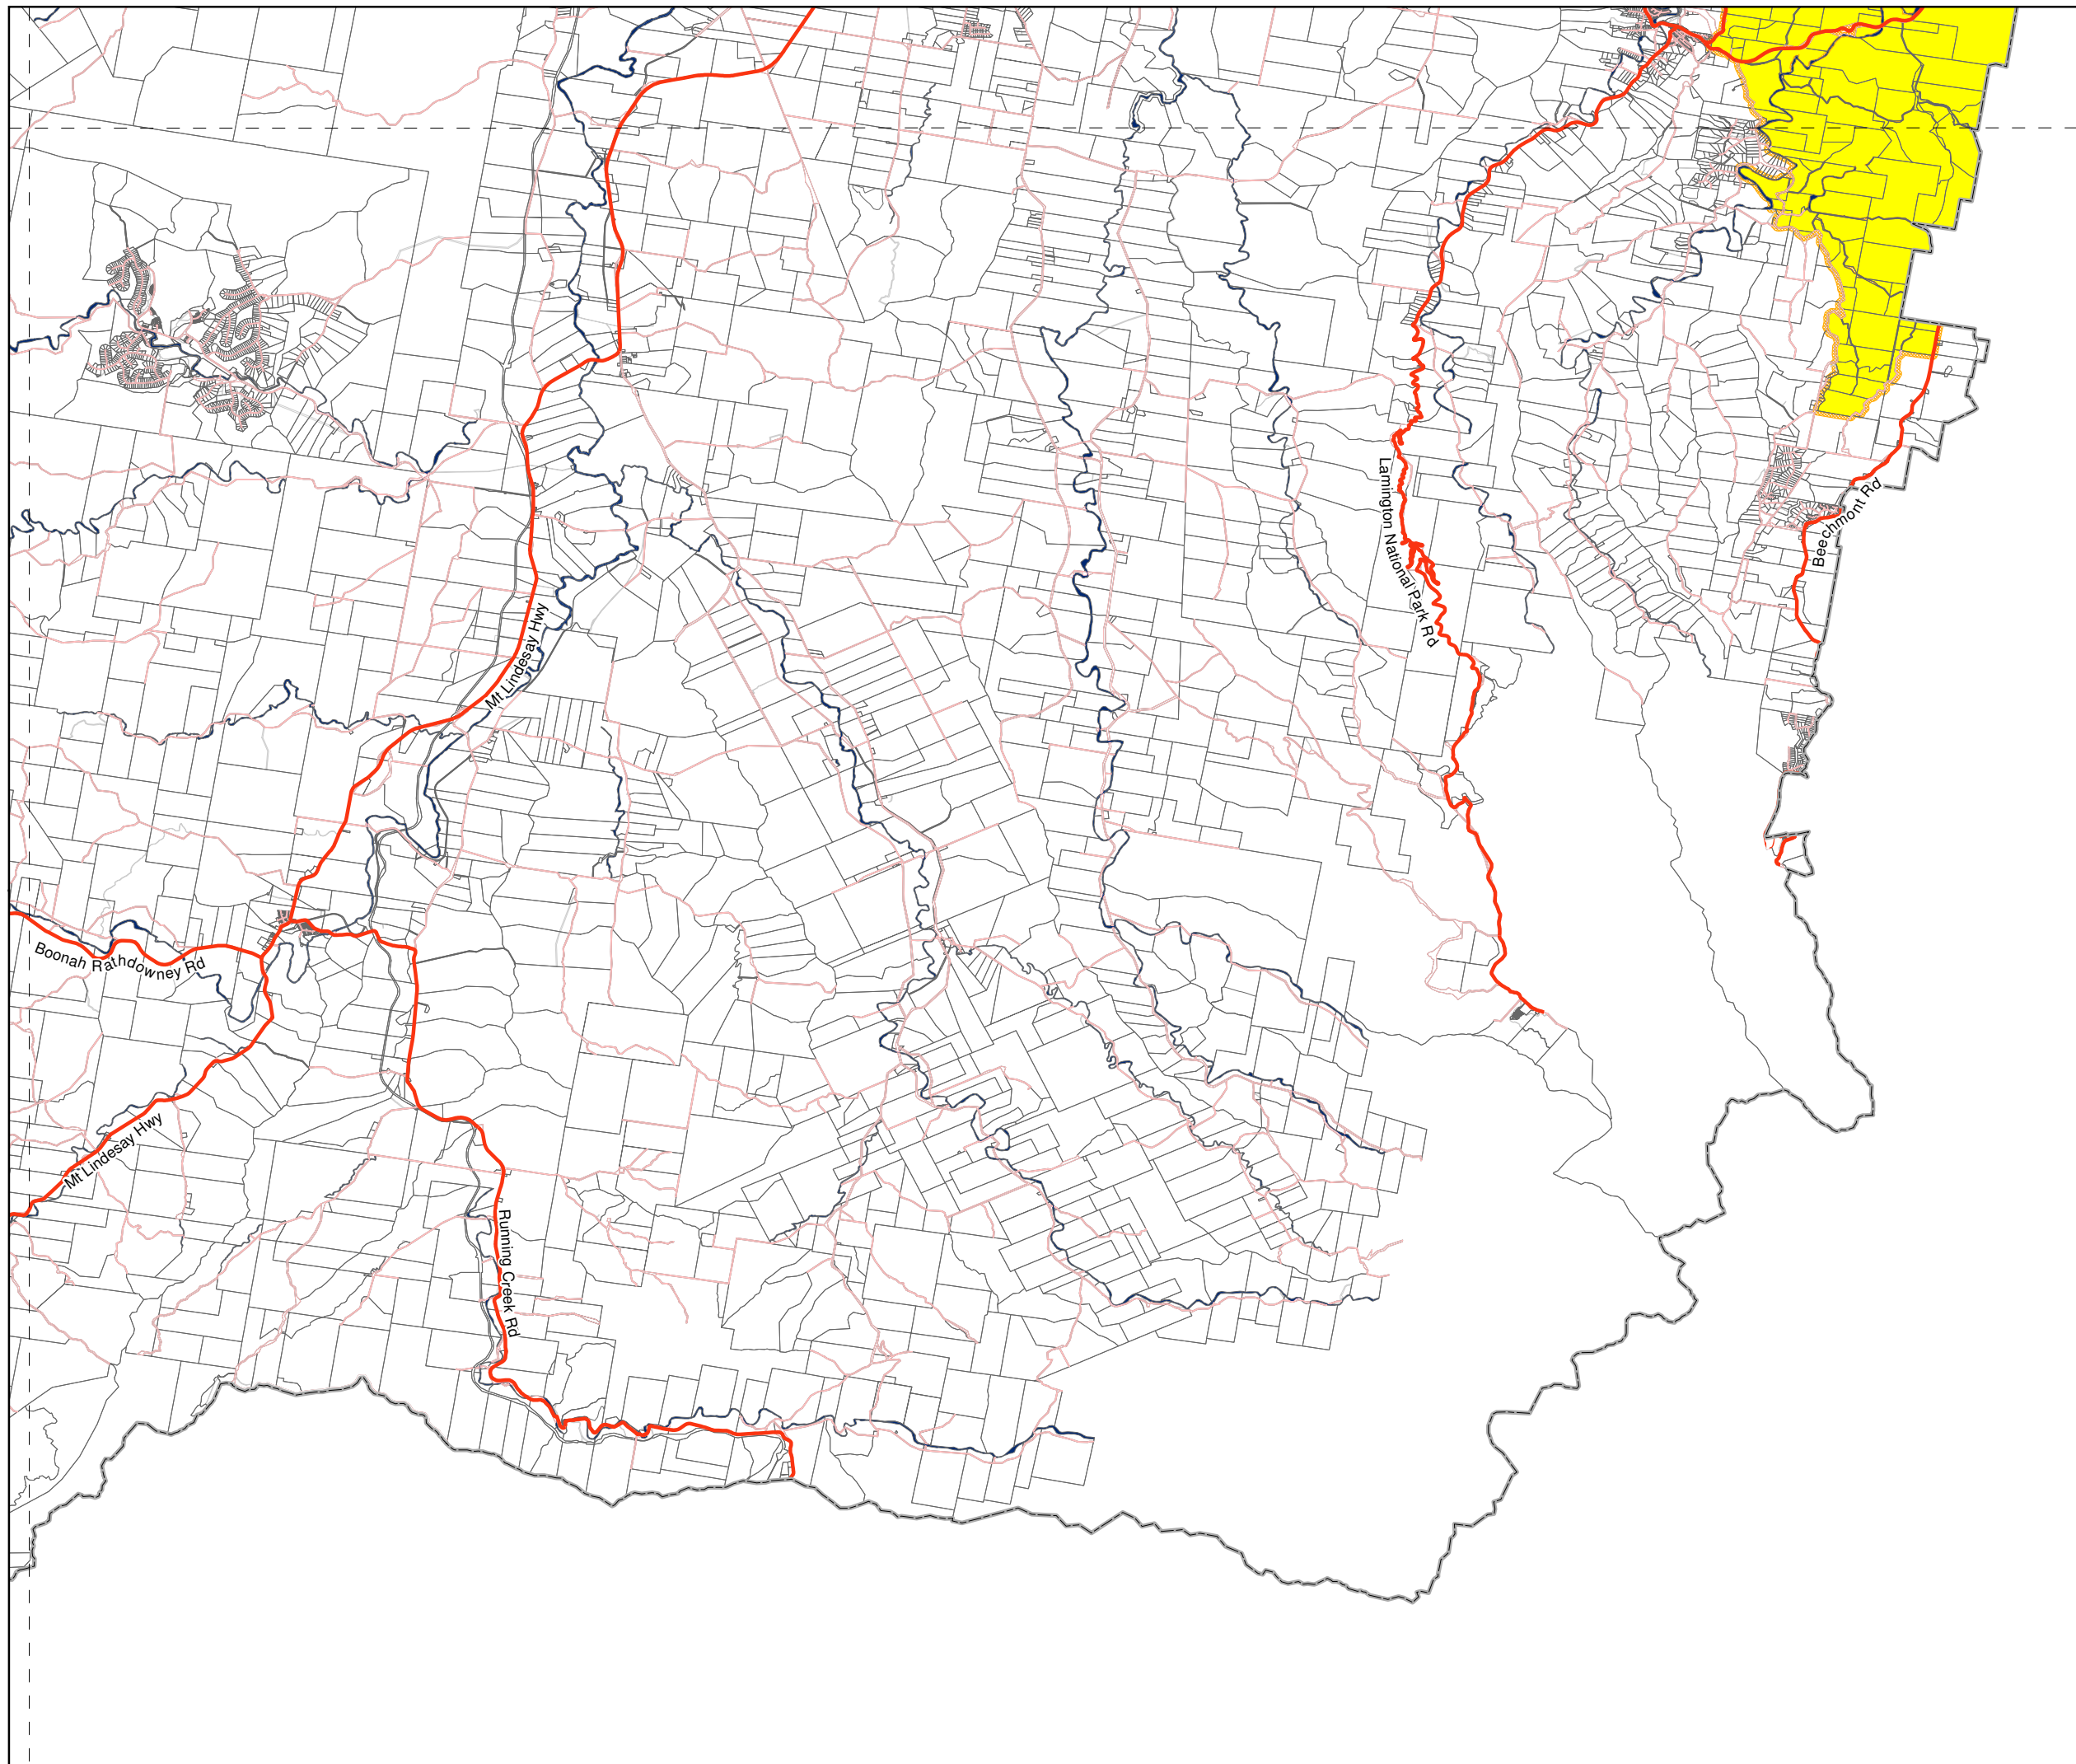 Lamington National Park Rd
Beechmont Rd
Mt Lindesay Hwy
Boonah Rathdowney Rd
Mt Lindesay Hwy
Running Creek Rd